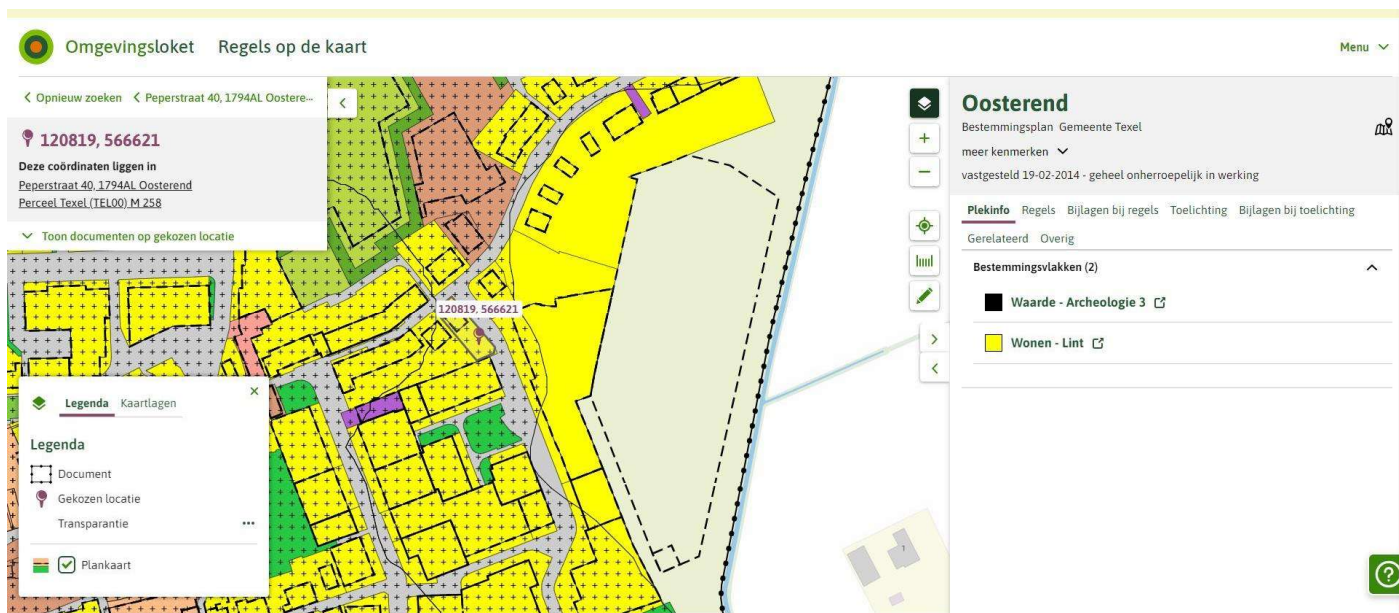 Omgevingsloket Regels op de kaart
Menu
Opnieuw zoeken Peperstraat 40, 1794AL Oostere...
120819, 566621
Deze coördinaten liggen in
Peperstraat 40, 1794AL Oosterend
Perceel Texel (TEL00) M 258
Toon documenten op gekozen locatie
120819, 566621
Legenda Kaartlagen
Legenda
Document
Gekozen locatie
Transparantie
Plankaart
1
Oosterend
Bestemmingsplan Gemeente Texel
meer kenmerken
vastgesteld 19-02-2014 - geheel onherroepelijk in werking
Plekinfo Regels Bijlagen bij regels Toelichting Bijlagen bij toelichting
Gerelateerd Overig
Bestemmingsvlakken (2)
Waarde - Archeologie 3
Wonen - Lint